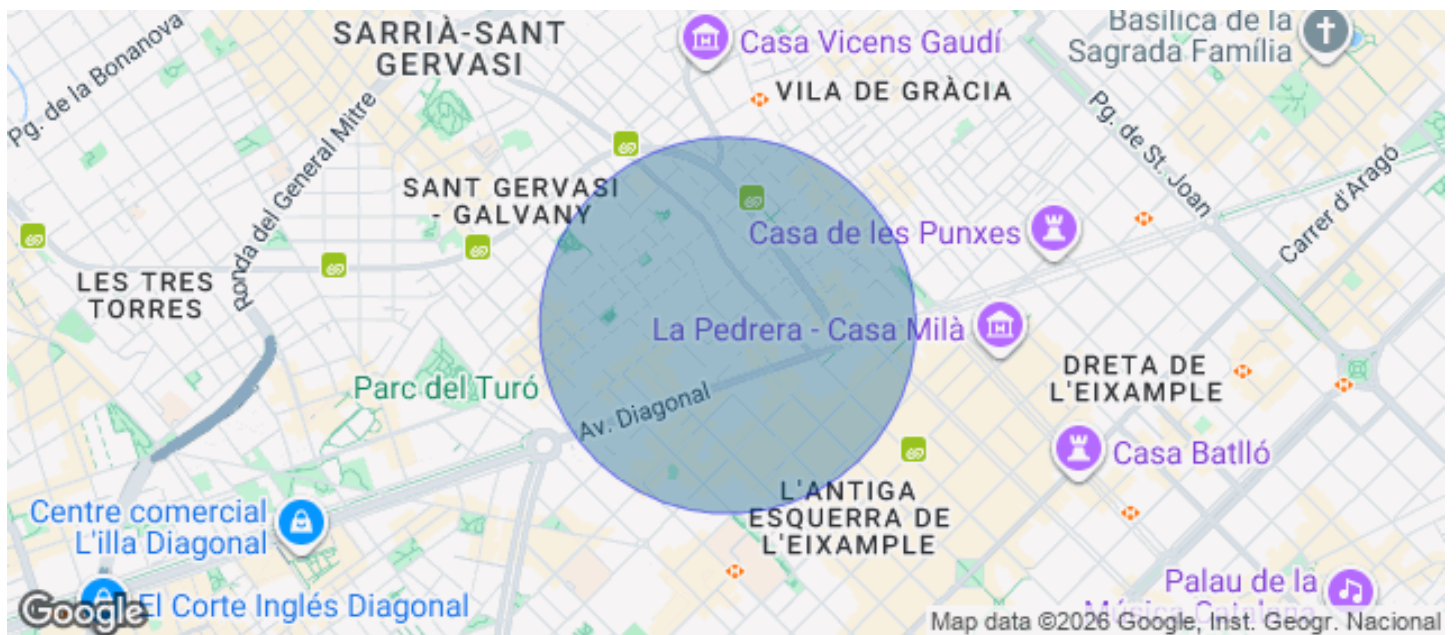 Pg. de la Bonanova
SARRIÀ-SANT
GERVASI
Casa Vicens Gaudí
Basílica de la
Sagrada Família
VILA DE GRÀCIA
Ronda del General Mitre
Pg. de St. Joan
Carrer d'Aragó
SANT GERVASI
- GALVANY
Casa de les Punxes
LES TRES
TORRES
La Pedrera - Casa Milà
Parc del Turó
Av. Diagonal
DRETA DE
L'EIXAMPLE
Casa Batlló
L'ANTIGA
ESQUERRA DE
L'EIXAMPLE
Centre comercial
L'illa Diagonal
El Corte Inglés Diagonal
Palau de la
Música Catalana
Google
Map data ©2026 Google, Inst. Geogr. Nacional